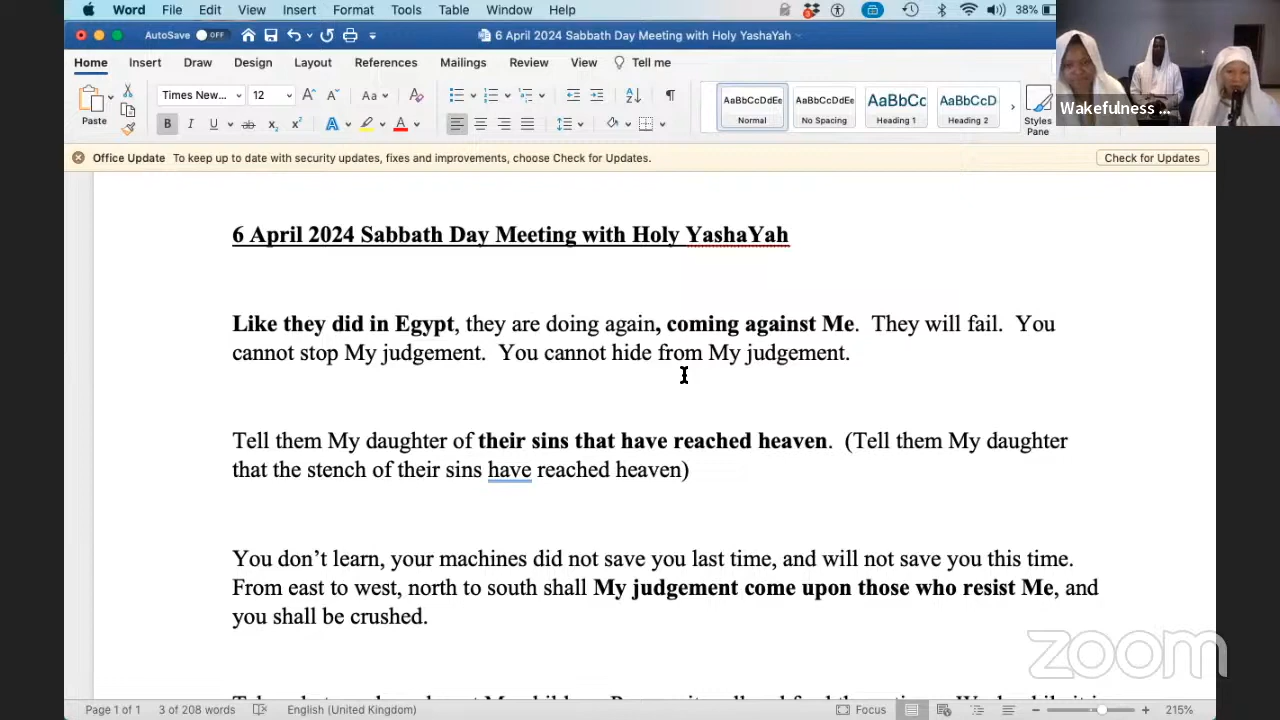 Word File Edit View Insert Format Tools Table Window Help 38%
AutoSave OFF 6 April 2024 Sabbath Day Meeting with Holy YashaYah
Home Insert Draw Design Layout References Mailings Review View Tell me
Paste Times New... 12 Aa
AaBbCcDdEe AaBbCcDdEe AaBbCc AaBbCcD
Normal No Spacing Heading 1 Heading 2
Styles Pane
Wakefulness ...
Office Update To keep up to date with security updates, fixes and improvements, choose Check for Updates. Check for Updates
6 April 2024 Sabbath Day Meeting with Holy YashaYah
Like they did in Egypt, they are doing again, coming against Me. They will fail. You
cannot stop My judgement. You cannot hide from My judgement.
Tell them My daughter of their sins that have reached heaven. (Tell them My daughter
that the stench of their sins have reached heaven)
You don’t learn, your machines did not save you last time, and will not save you this time.
From east to west, north to south shall My judgement come upon those who resist Me, and
you shall be crushed.
zoom
Page 1 of 1 3 of 208 words English (United Kingdom) Focus 215%